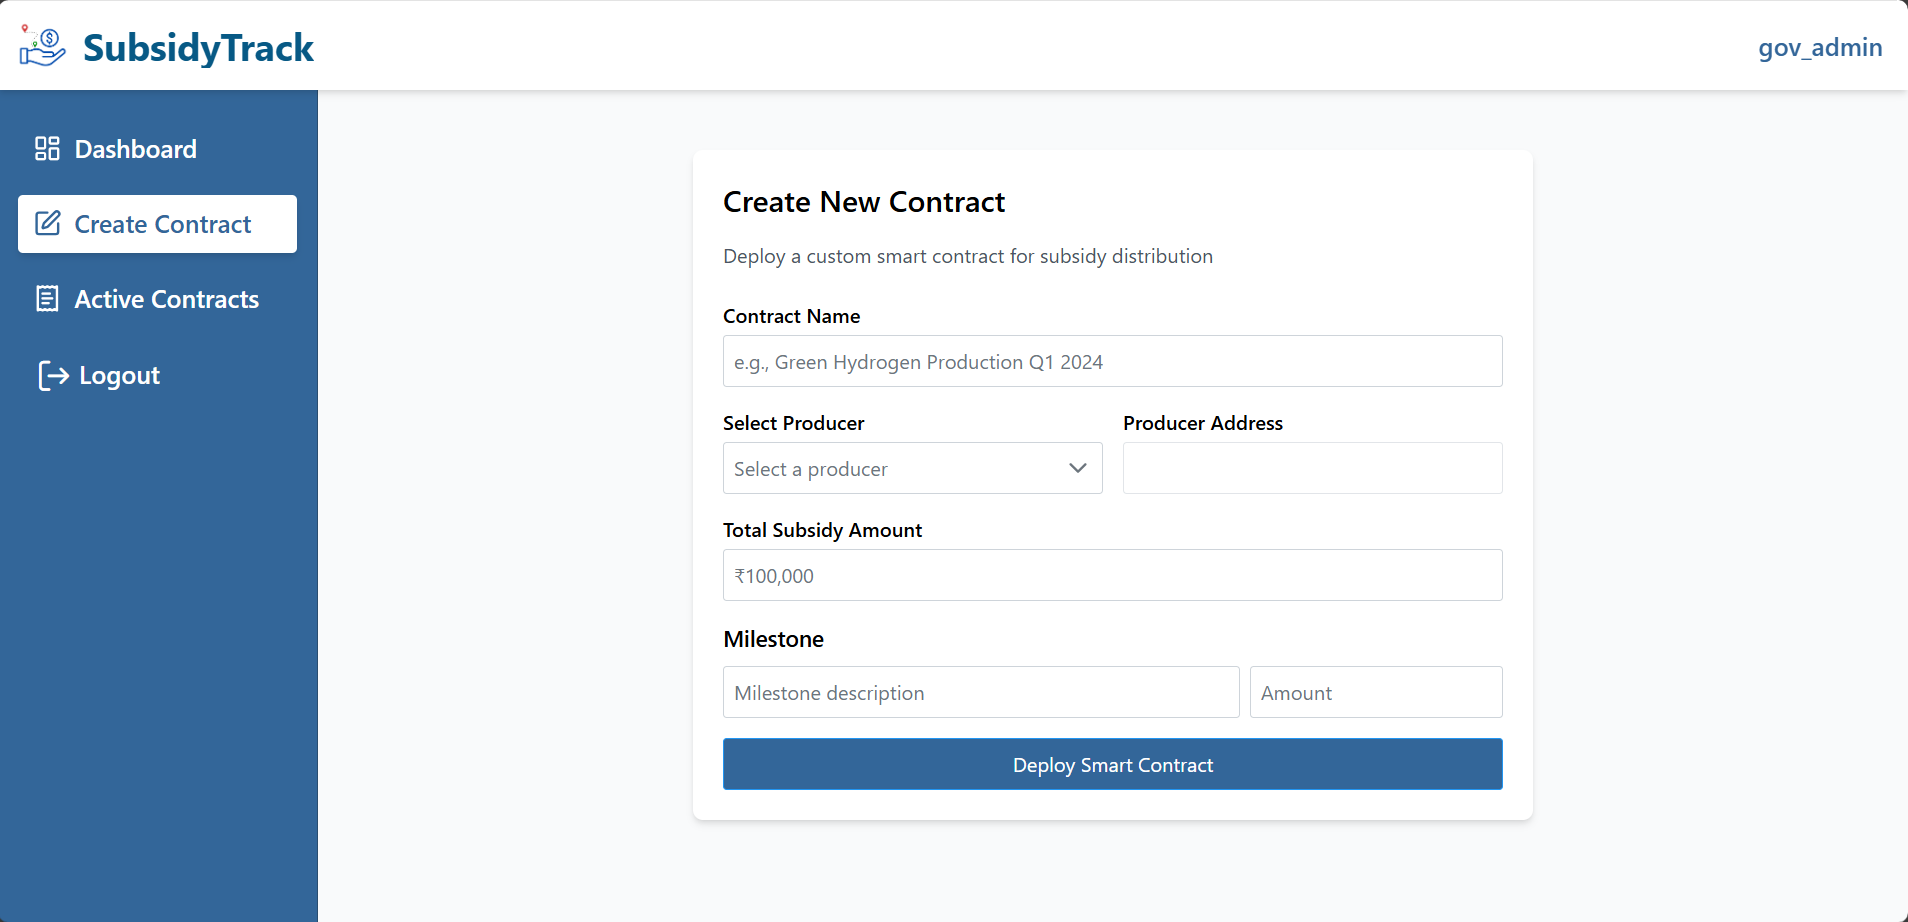 SubsidyTrack
gov_admin
Dashboard
Create Contract
Active Contracts
Logout
Create New Contract
Deploy a custom smart contract for subsidy distribution
Contract Name
e.g., Green Hydrogen Production Q1 2024
Select Producer
Producer Address
Select a producer
Total Subsidy Amount
₹100,000
Milestone
Milestone description
Amount
Deploy Smart Contract